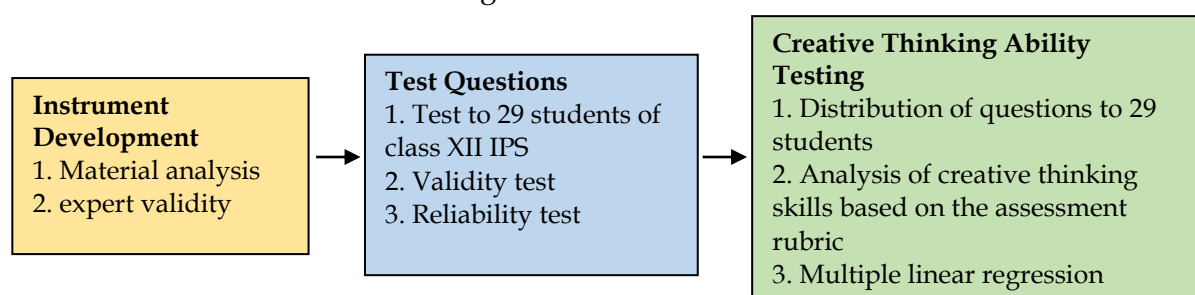 Instrument
Development
1. Material analysis
2. expert validity
Test Questions
1. Test to 29 students of
class XII IPS
2. Validity test
3. Reliability test
Creative Thinking Ability
Testing
1. Distribution of questions to 29
students
2. Analysis of creative thinking
skills based on the assessment
rubric
3. Multiple linear regression